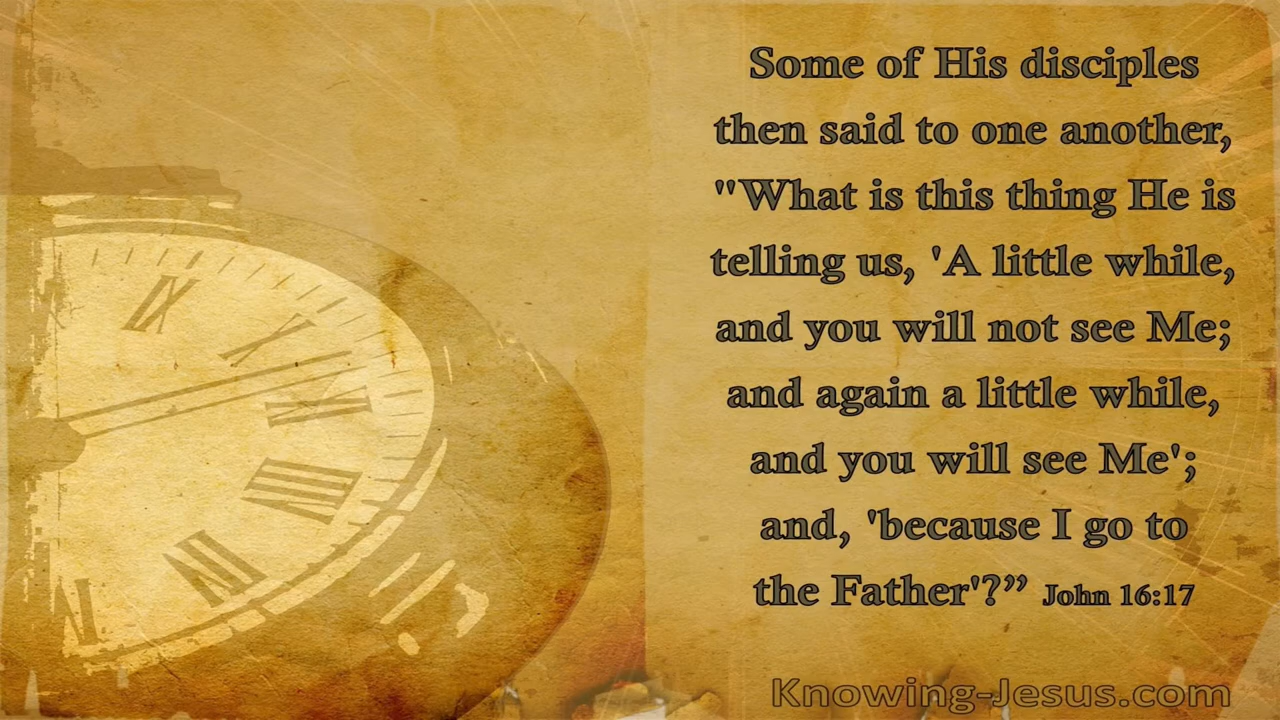 Some of His disciples
then said to one another,
"What is this thing He is
telling us, 'A little while,
and you will not see Me;
and again a little while,
and you will see Me';
and, 'because I go to
the Father'?” John 16:17
Knowing-Jesus.com
IX
X